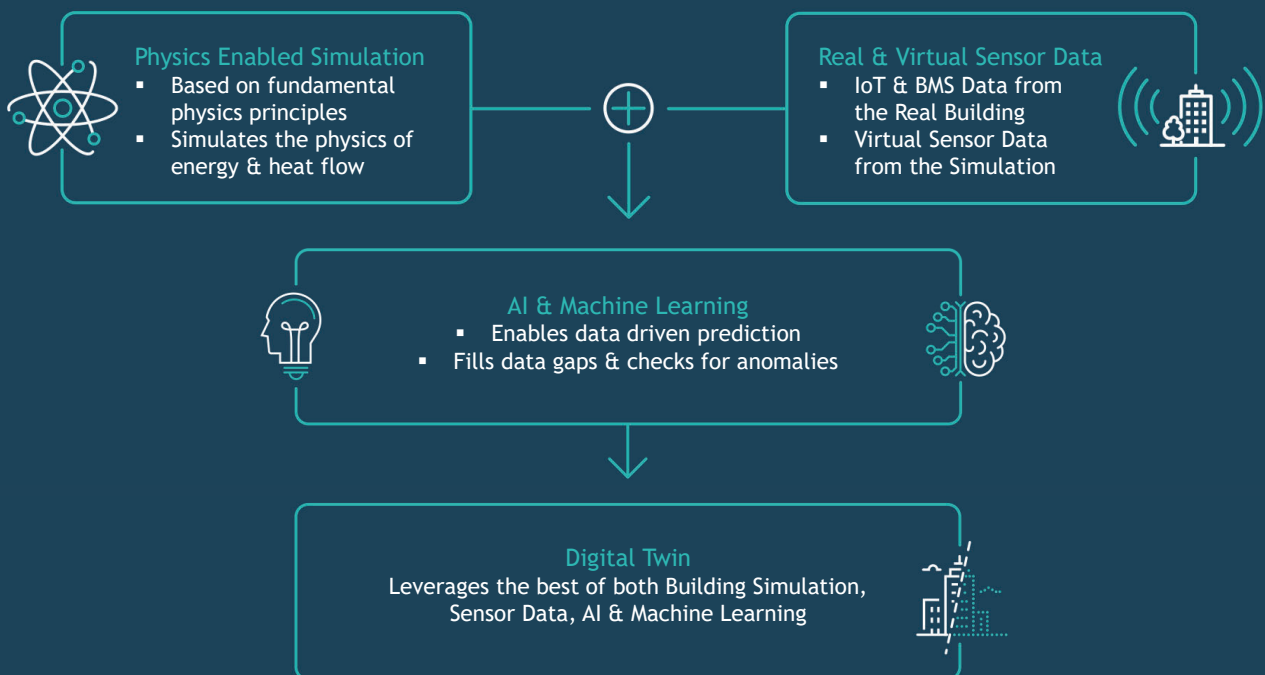 Physics Enabled Simulation
▪ Based on fundamental
physics principles
▪ Simulates the physics of
energy & heat flow
Real & Virtual Sensor Data
▪ IoT & BMS Data from
the Real Building
▪ Virtual Sensor Data
from the Simulation
AI & Machine Learning
▪ Enables data driven prediction
▪ Fills data gaps & checks for anomalies
Digital Twin
Leverages the best of both Building Simulation,
Sensor Data, AI & Machine Learning